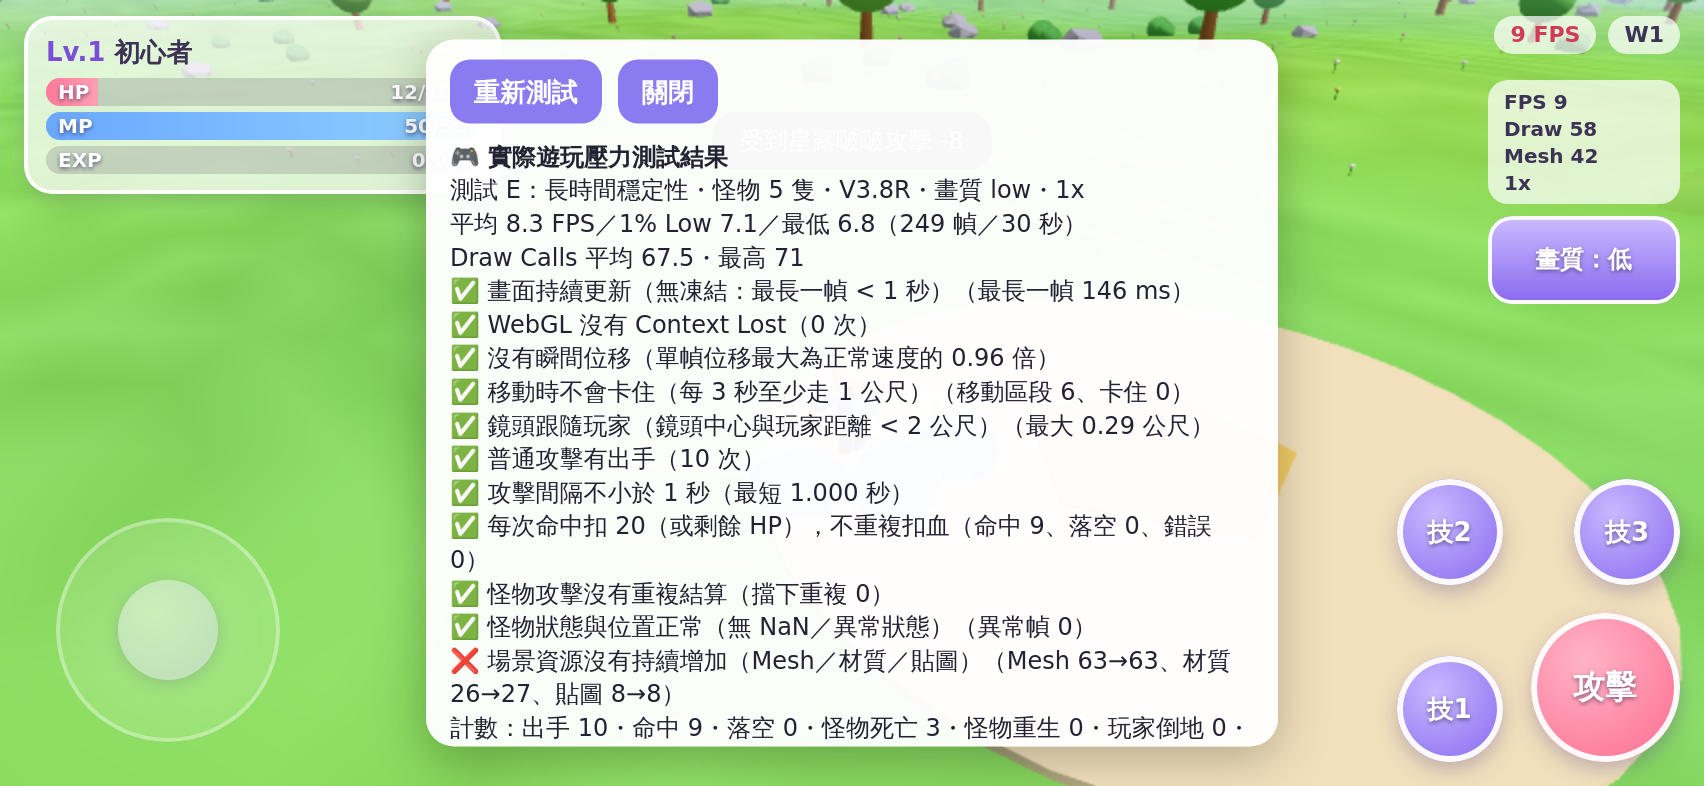 Lv.1 初心者
HP 12/
MP 50/50
EXP 0
重新測試
關閉
受到星露啵啵攻擊 -8
🎮 實際遊玩壓力測試結果
測試 E：長時間穩定性・怪物 5 隻・V3.8R・畫質 low・1x
平均 8.3 FPS／1% Low 7.1／最低 6.8（249 幀／30 秒）
Draw Calls 平均 67.5・最高 71
✅ 畫面持續更新（無凍結：最長一幀 < 1 秒）（最長一幀 146 ms）
✅ WebGL 沒有 Context Lost（0 次）
✅ 沒有瞬間位移（單幀位移最大為正常速度的 0.96 倍）
✅ 移動時不會卡住（每 3 秒至少走 1 公尺）（移動區段 6、卡住 0）
✅ 鏡頭跟隨玩家（鏡頭中心與玩家距離 < 2 公尺）（最大 0.29 公尺）
✅ 普通攻擊有出手（10 次）
✅ 攻擊間隔不小於 1 秒（最短 1.000 秒）
✅ 每次命中扣 20（或剩餘 HP），不重複扣血（命中 9、落空 0、錯誤
0）
✅ 怪物攻擊沒有重複結算（擋下重複 0）
✅ 怪物狀態與位置正常（無 NaN／異常狀態）（異常幀 0）
❌ 場景資源沒有持續增加（Mesh／材質／貼圖）（Mesh 63→63、材質
26→27、貼圖 8→8）
計數：出手 10・命中 9・落空 0・怪物死亡 3・怪物重生 0・玩家倒地 0・
9 FPS
W1
FPS 9
Draw 58
Mesh 42
1x
畫質：低
技2
技3
技1
攻擊